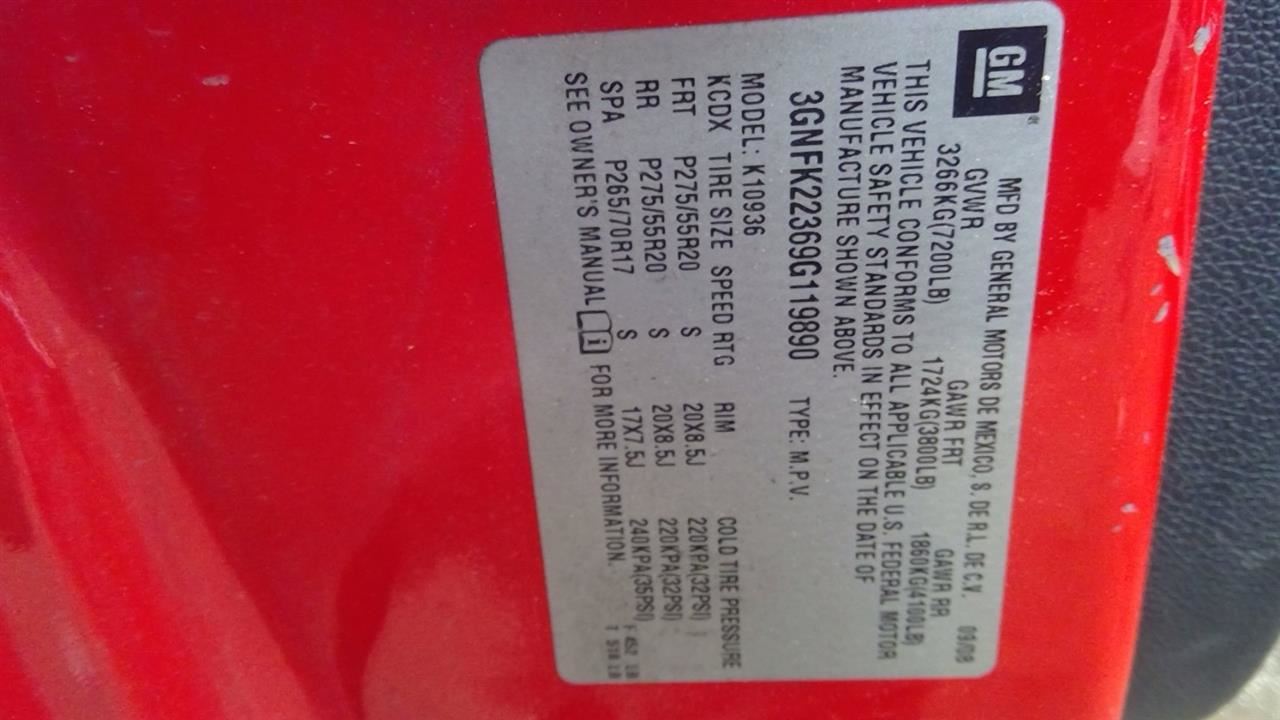 GM
MFD BY GENERAL MOTORS DE MEXICO, S. DE R.L. DE C.V. 09/08
GVWR GAWR FRT GAWR RR
3266KG(7200LB) 1724KG(3800LB) 1860KG(4100LB)
THIS VEHICLE CONFORMS TO ALL APPLICABLE U.S. FEDERAL MOTOR
VEHICLE SAFETY STANDARDS IN EFFECT ON THE DATE OF
MANUFACTURE SHOWN ABOVE.
3GNFK22369G119890 TYPE: M.P.V.
MODEL: K10936
KCDX TIRE SIZE SPEED RTG RIM COLD TIRE PRESSURE
FRT P275/55R20 S 20X8.5J 220KPA(32PSI)
RR P275/55R20 S 20X8.5J 220KPA(32PSI)
SPA P265/70R17 S 17X7.5J 240KPA(35PSI) F 452 LB
SEE OWNER'S MANUAL i FOR MORE INFORMATION. T 518 LB